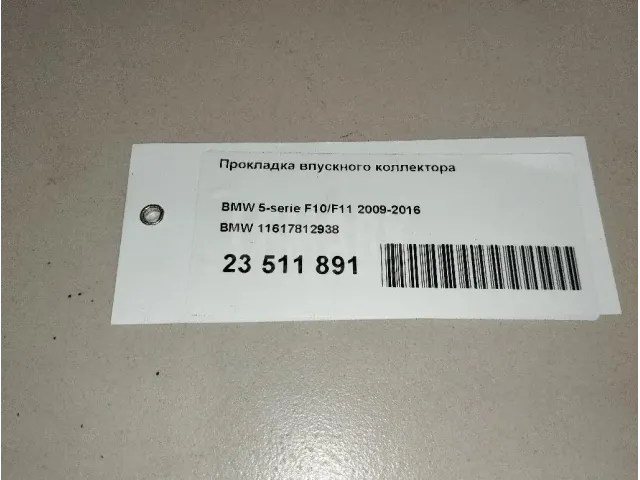 Прокладка впускного коллектора
BMW 5-serie F10/F11 2009-2016
BMW 11617812938
23 511 891